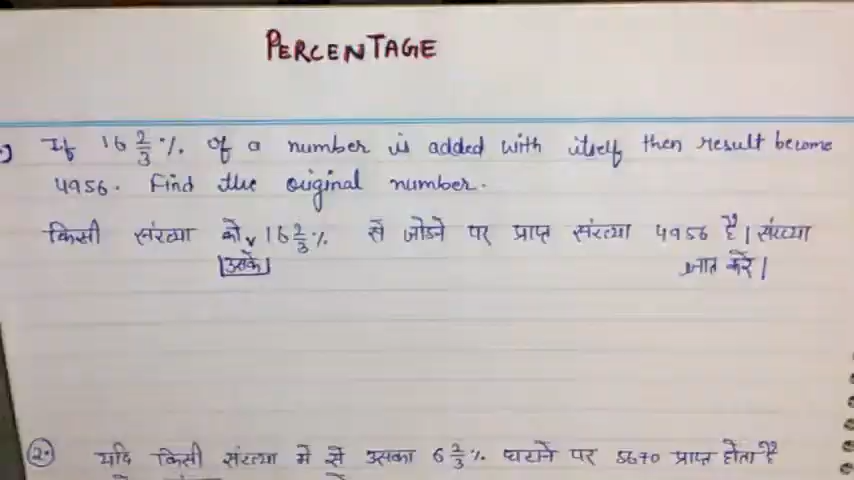 PERCENTAGE
If 16 2/3 %. of a number is added with itself then result become
4956. Find the original number.
किसी संख्या को 16 2/3 % से जोडने पर प्राप्त संख्या 4956 है। संख्या
उसके ज्ञात करें।
2. यदि किसी संख्या में से उसका 6 2/3 %. घटाने पर 5670 प्राप्त होता है